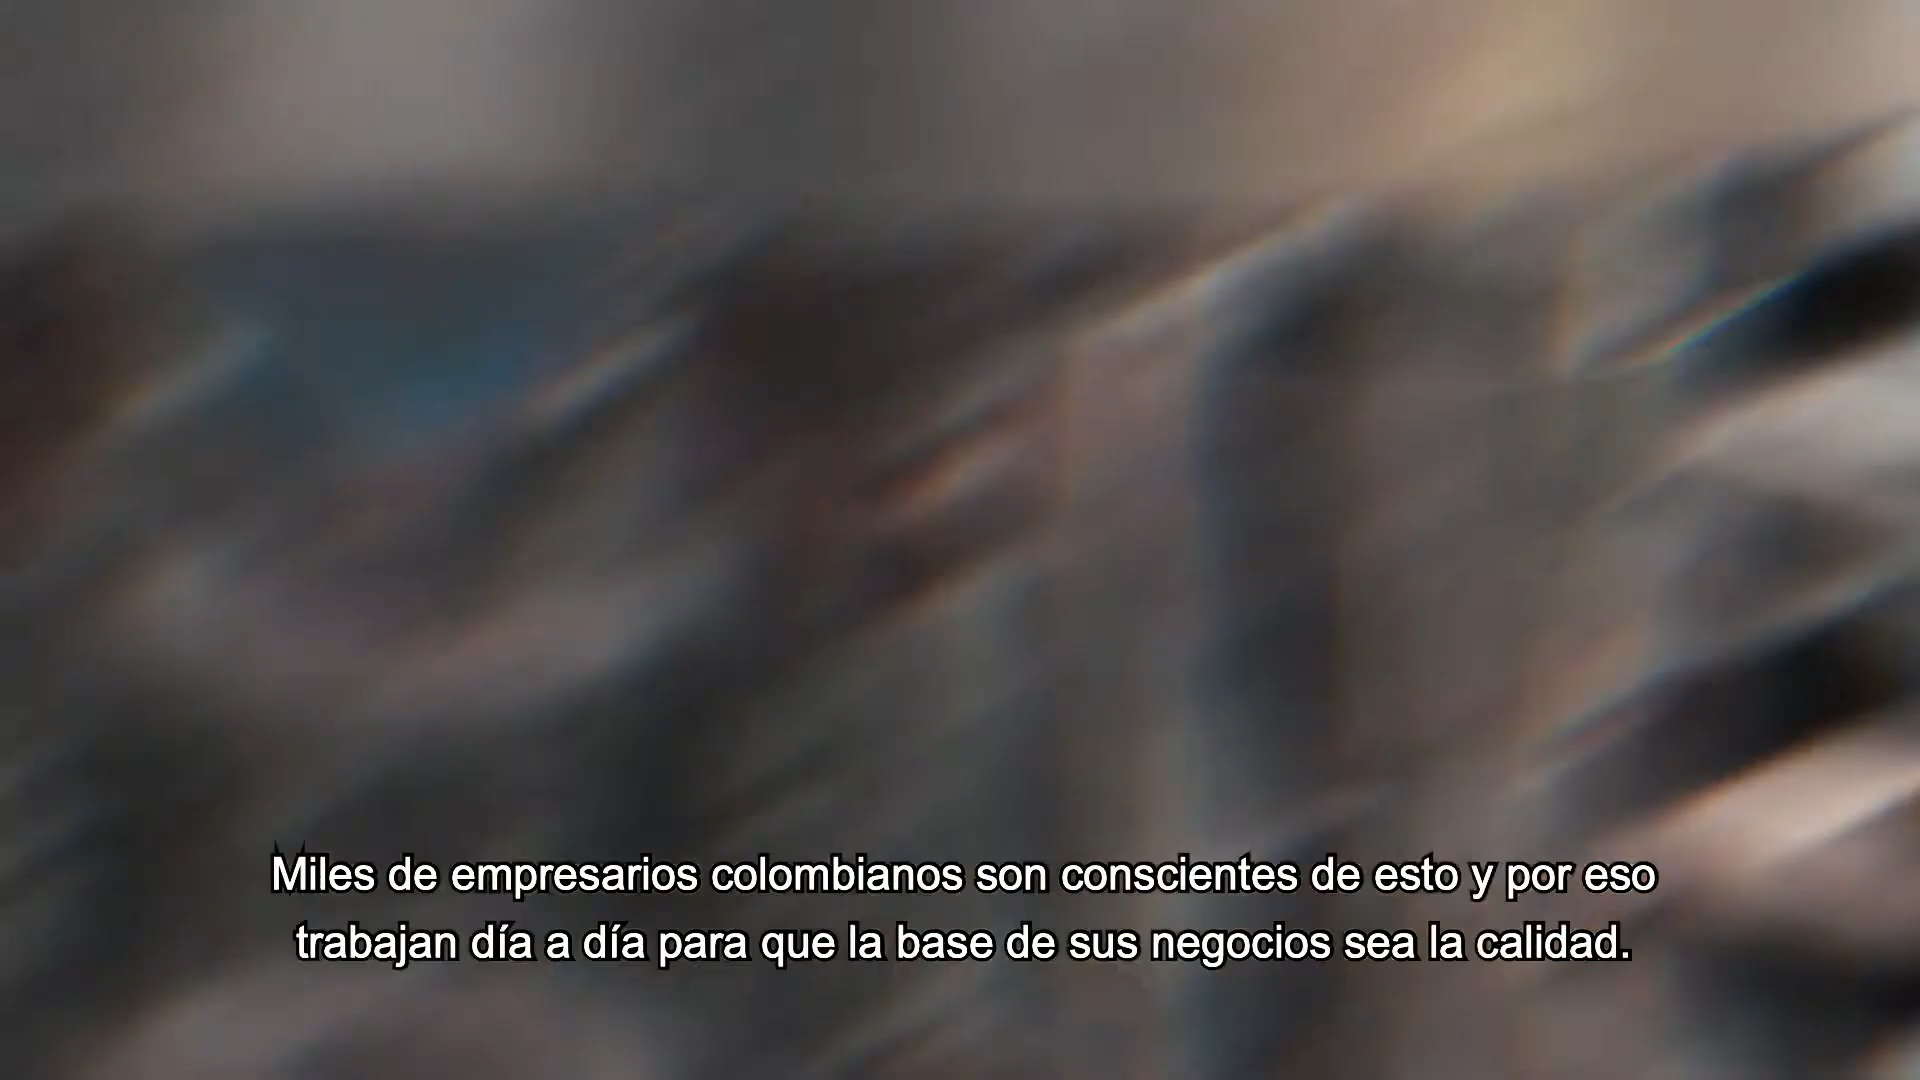 Miles de empresarios colombianos son conscientes de esto y por eso
trabajan día a día para que la base de sus negocios sea la calidad.